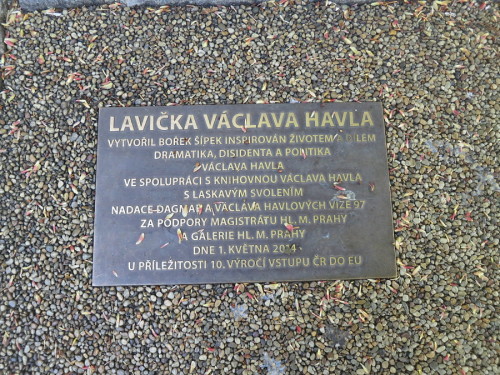 LAVIČKA VÁCLAVA HAVLA
VYTVOŘIL BOŘEK ŠÍPEK INSPIROVÁN ŽIVOTEM A DÍLEM
DRAMATIKA, DISIDENTA A POLITIKA
VÁCLAVA HAVLA
VE SPOLUPRÁCI S KNIHOVNOU VÁCLAVA HAVLA
S LASKAVÝM SVOLENÍM
NADACE DAGMAR A VÁCLAVA HAVLOVÝCH VIZE 97
ZA PODPORY MAGISTRÁTU HL. M. PRAHY
A GALERIE HL. M. PRAHY
DNE 1. KVĚTNA 2014
U PŘÍLEŽITOSTI 10. VÝROČÍ VSTUPU ČR DO EU